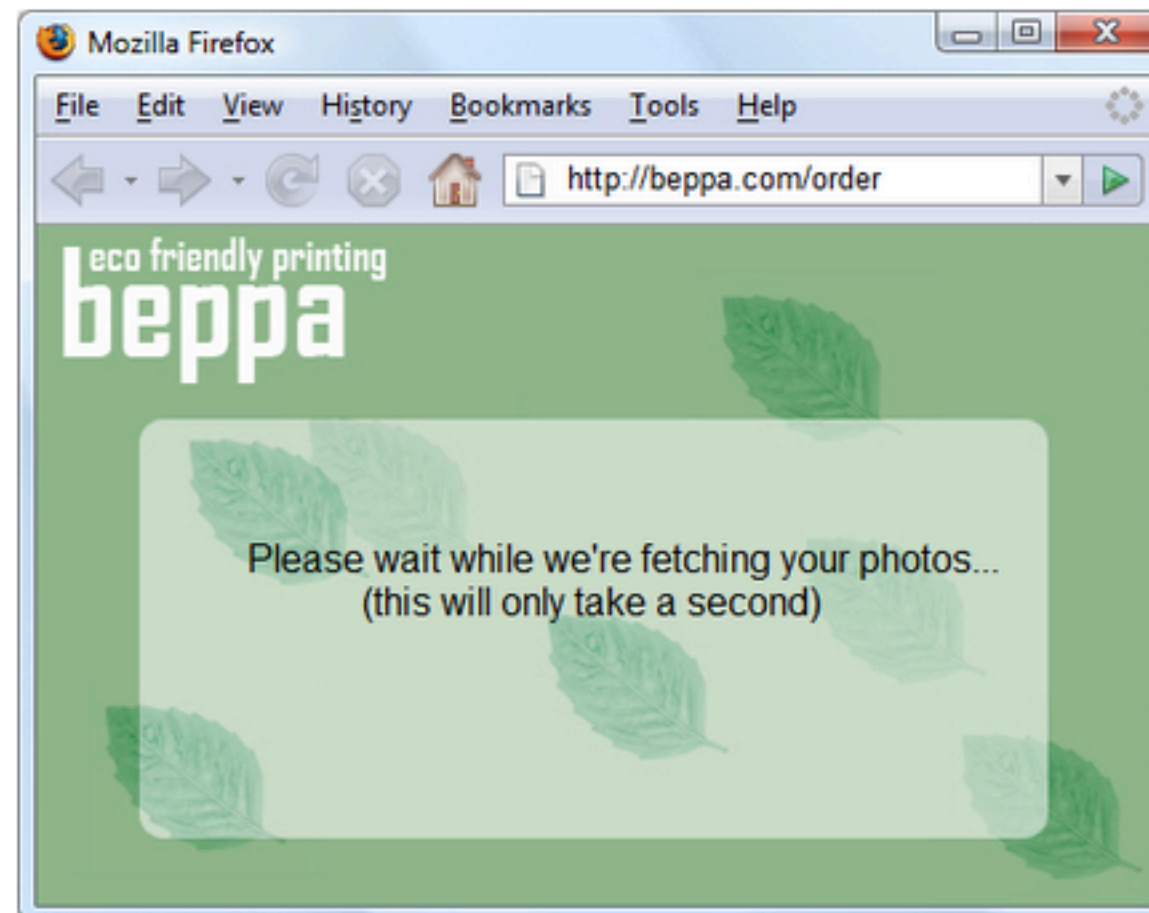 Mozilla Firefox
File Edit View History Bookmarks Tools Help
http://beppa.com/order
eco friendly printing
beppa
Please wait while we're fetching your photos...
(this will only take a second)